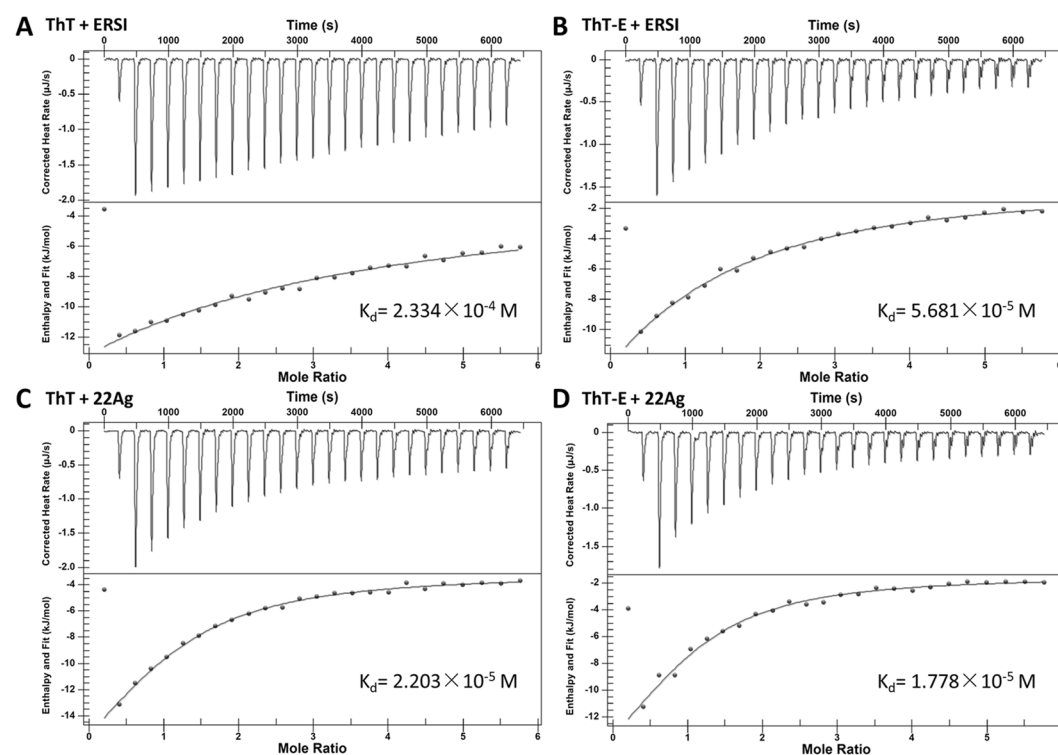 A ThT + ERSI
Time (s)
0 1000 2000 3000 4000 5000 6000
Corrected Heat Rate (µJ/s)
0
-0.5
-1.0
-1.5
-2.0
Enthalpy and Fit (kJ/mol)
-4
-6
-8
-10
-12
K_d= 2.334×10⁻⁴ M
0 1 2 3 4 5 6
Mole Ratio
B ThT-E + ERSI
Time (s)
0 1000 2000 3000 4000 5000 6000
Corrected Heat Rate (µJ/s)
0
-0.5
-1.0
-1.5
Enthalpy and Fit (kJ/mol)
-2
-4
-6
-8
-10
K_d= 5.681×10⁻⁵ M
0 1 2 3 4 5
Mole Ratio
C ThT + 22Ag
Time (s)
0 1000 2000 3000 4000 5000 6000
Corrected Heat Rate (µJ/s)
0
-0.5
-1.0
-1.5
-2.0
Enthalpy and Fit (kJ/mol)
-4
-6
-8
-10
-12
-14
K_d= 2.203×10⁻⁵ M
0 1 2 3 4 5 6
Mole Ratio
D ThT-E + 22Ag
Time (s)
0 1000 2000 3000 4000 5000 6000
Corrected Heat Rate (µJ/s)
0
-0.5
-1.0
-1.5
Enthalpy and Fit (kJ/mol)
-2
-4
-6
-8
-10
-12
K_d= 1.778×10⁻⁵ M
0 1 2 3 4 5
Mole Ratio